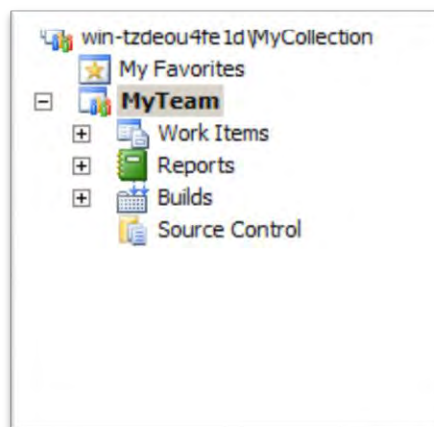 win-tzdeou4fe1d\MyCollection
My Favorites
MyTeam
Work Items
Reports
Builds
Source Control